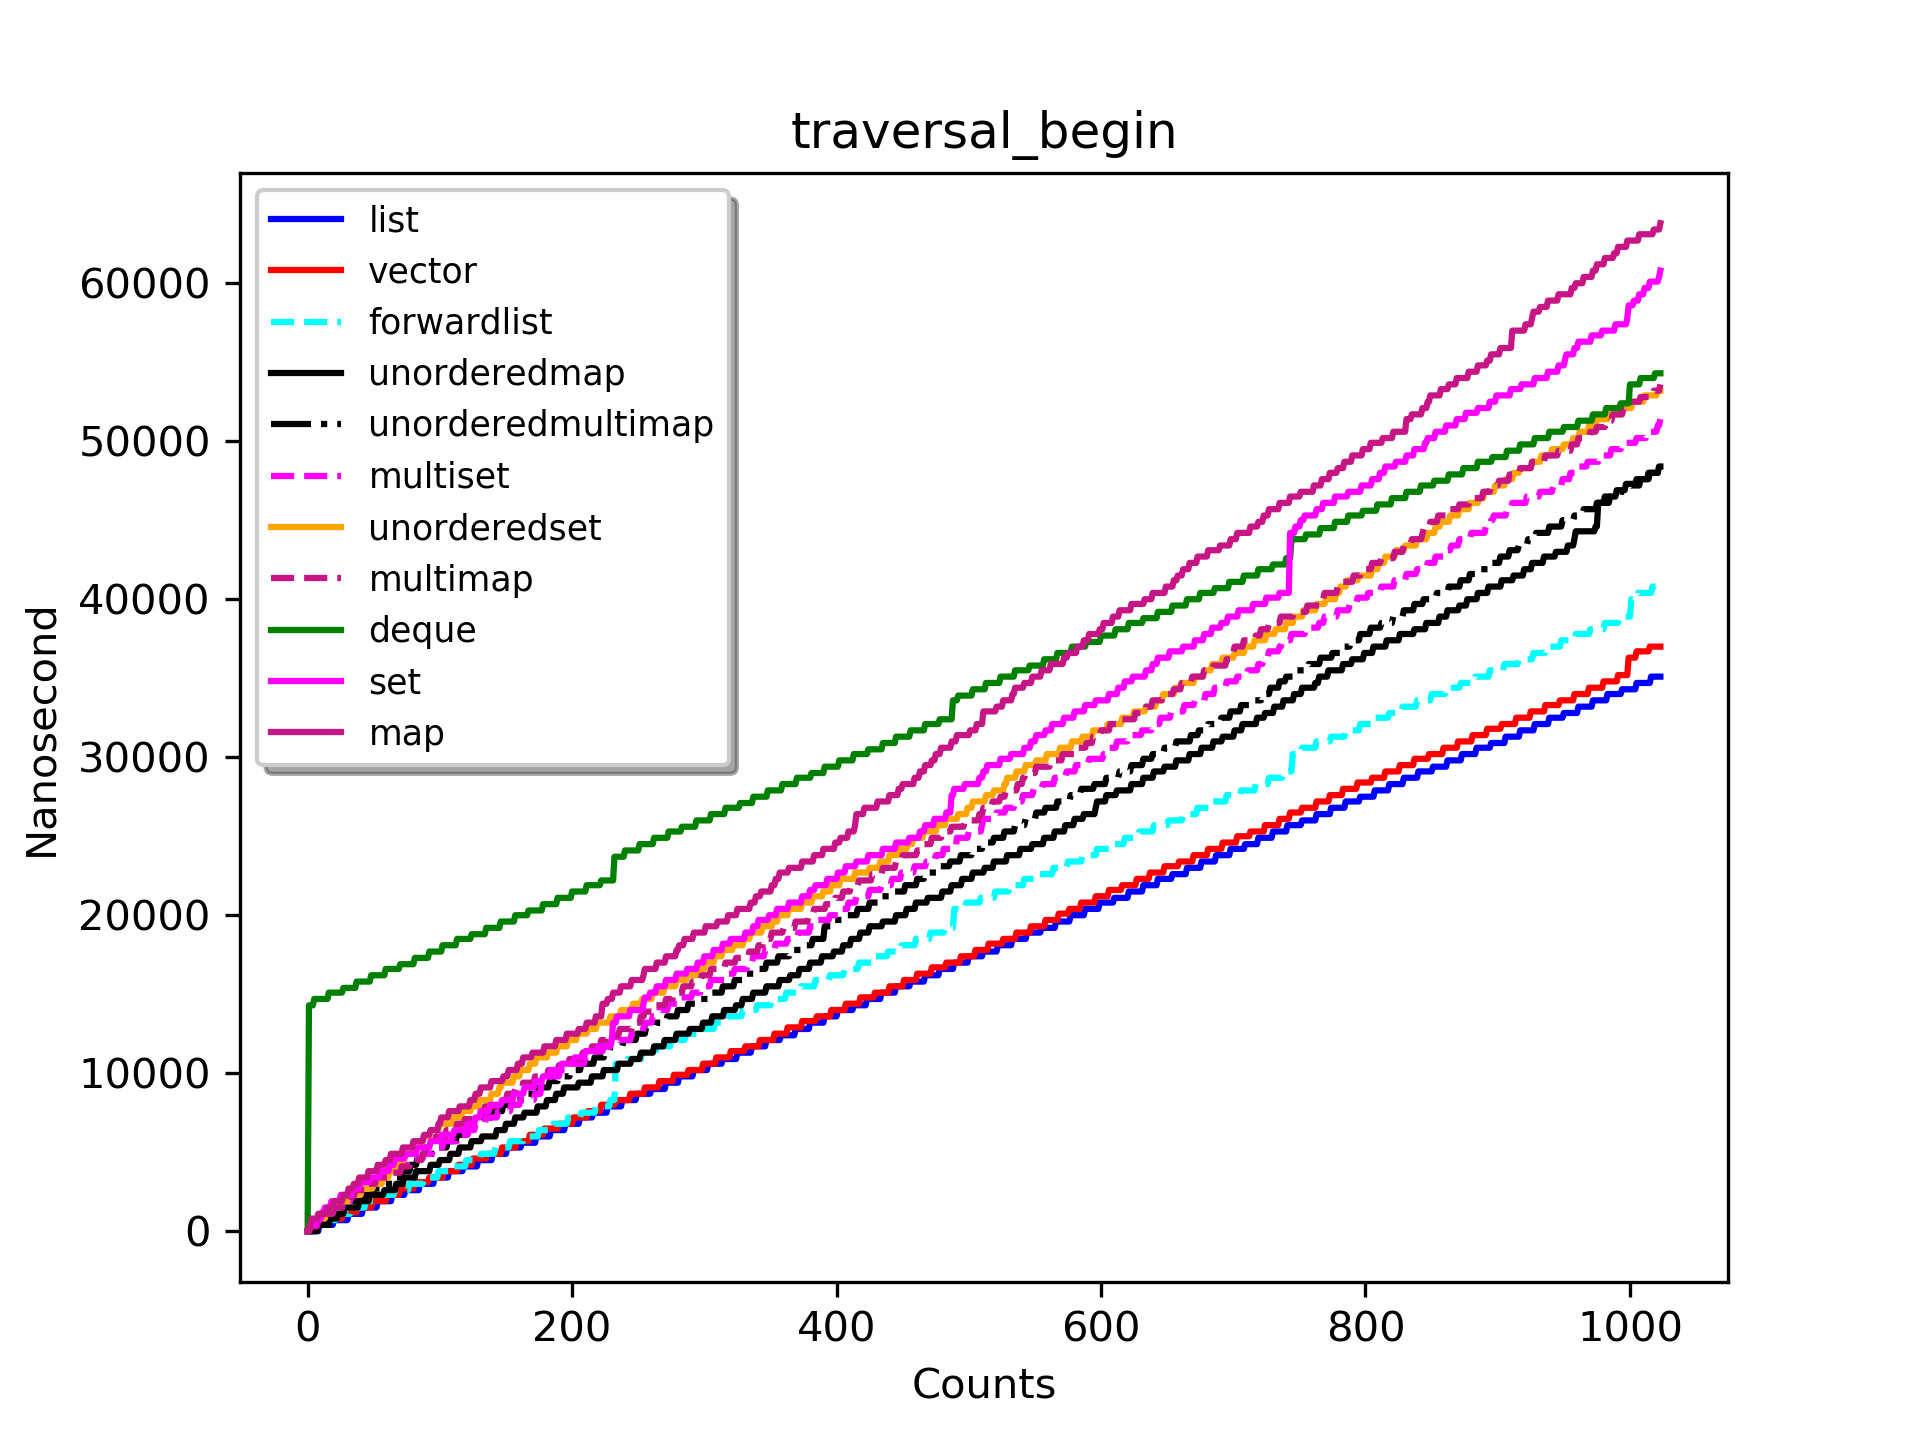 traversal_begin
list
vector
forwardlist
unorderedmap
unorderedmultimap
multiset
unorderedset
multimap
deque
set
map
60000
50000
40000
30000
20000
10000
0
Nanosecond
0 200 400 600 800 1000
Counts